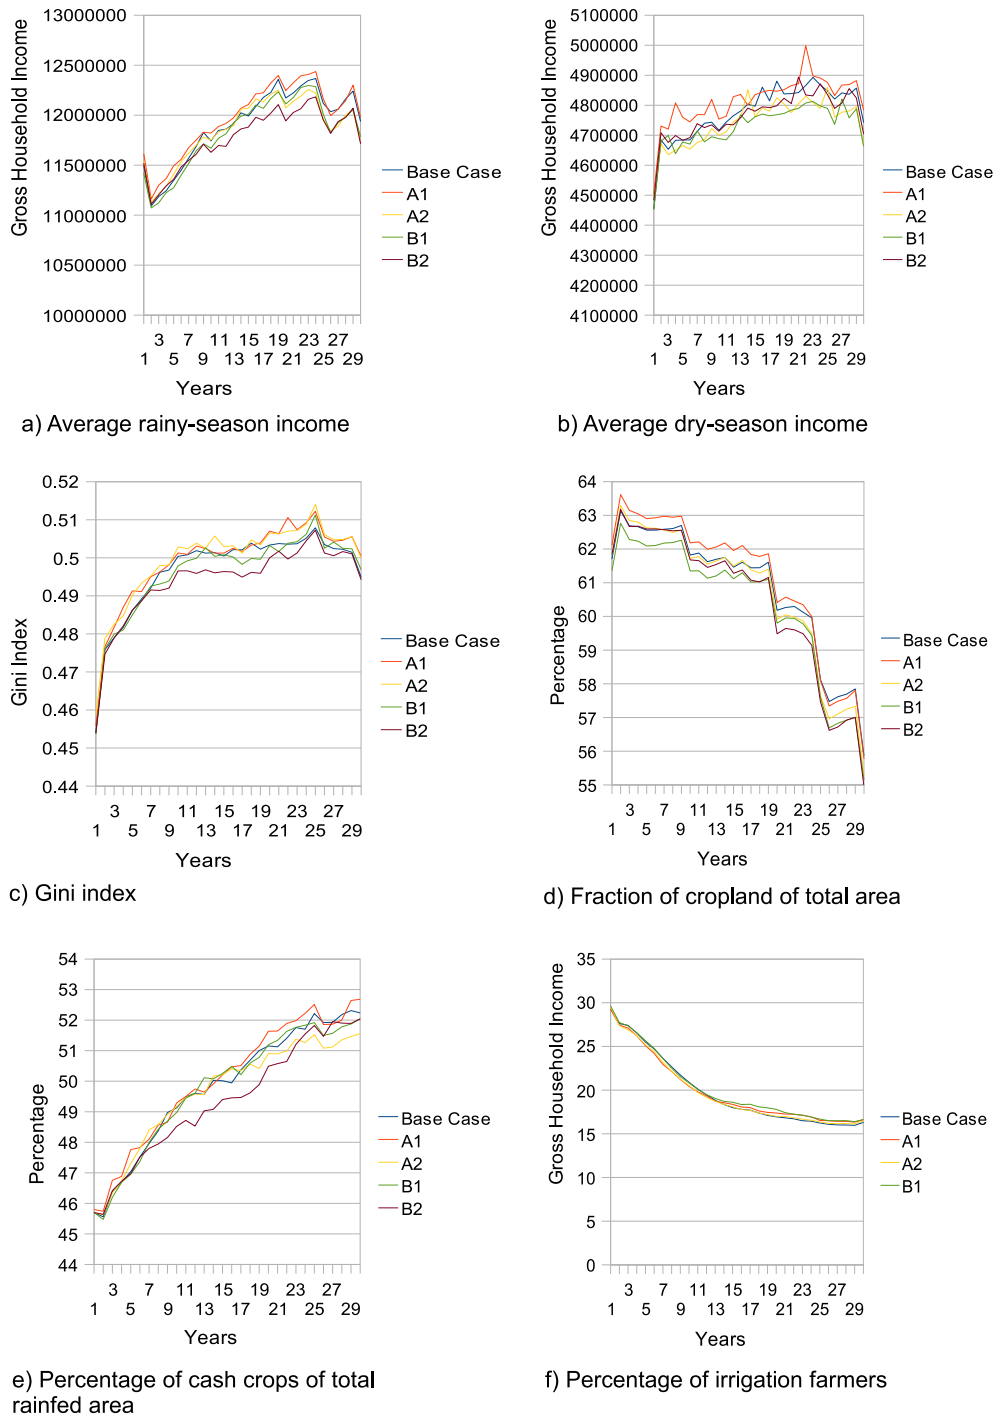 13000000
12500000
12000000
11500000
11000000
10500000
10000000
Gross Household Income
3 7 11 15 19 23 27
1 5 9 13 17 21 25 29
Years
Base Case
A1
A2
B1
B2
a) Average rainy-season income
5100000
5000000
4900000
4800000
4700000
4600000
4500000
4400000
4300000
4200000
4100000
Gross Household Income
3 7 11 15 19 23 27
1 5 9 13 17 21 25 29
Years
Base Case
A1
A2
B1
B2
b) Average dry-season income
0.52
0.51
0.5
0.49
0.48
0.47
0.46
0.45
0.44
Gini Index
3 7 11 15 19 23 27
1 5 9 13 17 21 25 29
Years
Base Case
A1
A2
B1
B2
c) Gini index
64
63
62
61
60
59
58
57
56
55
Percentage
3 7 11 15 19 23 27
1 5 9 13 17 21 25 29
Years
Base Case
A1
A2
B1
B2
d) Fraction of cropland of total area
54
53
52
51
50
49
48
47
46
45
44
Percentage
3 7 11 15 19 23 27
1 5 9 13 17 21 25 29
Years
Base Case
A1
A2
B1
B2
e) Percentage of cash crops of total
rainfed area
35
30
25
20
15
10
5
0
Gross Household Income
3 7 11 15 19 23 27
1 5 9 13 17 21 25 29
Years
Base Case
A1
A2
B1
f) Percentage of irrigation farmers